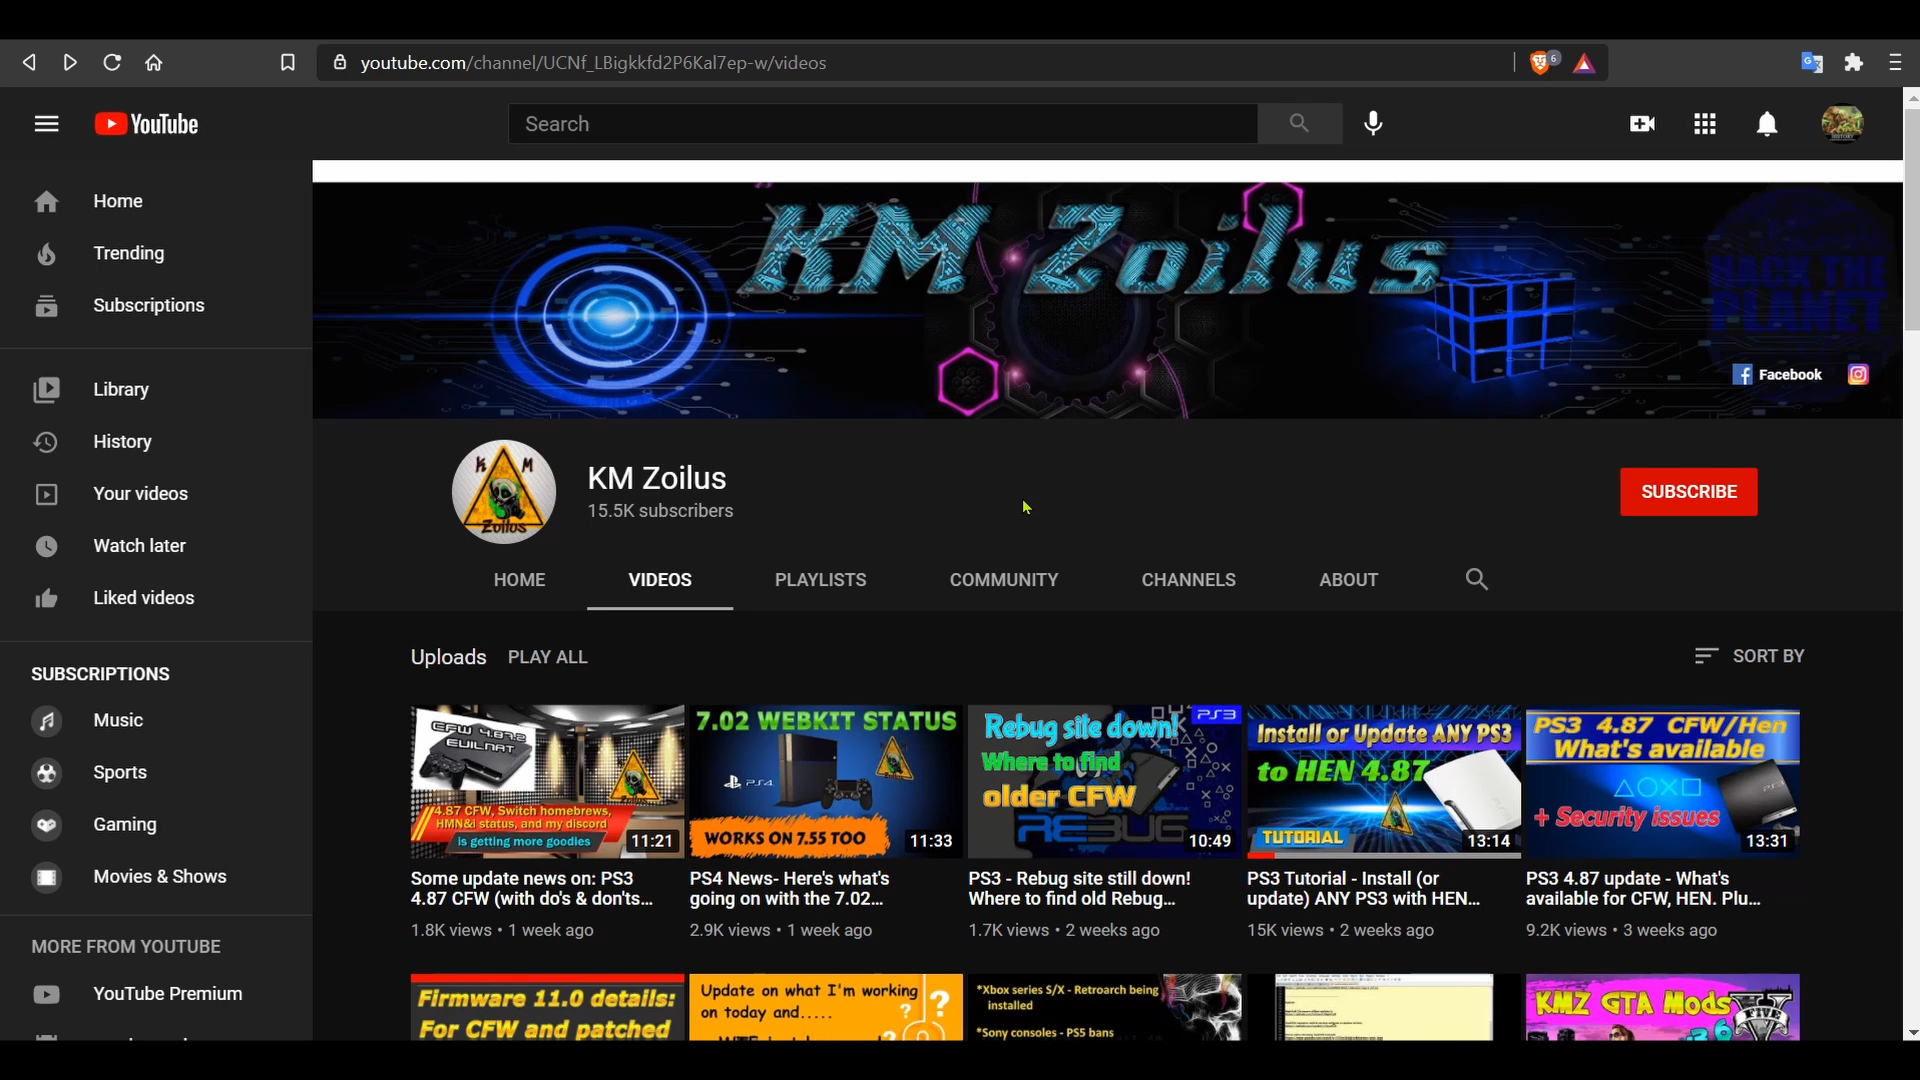 youtube.com/channel/UCNf_LBigkkfd2P6Kal7ep-w/videos
6
YouTube
Search
Home
Trending
Subscriptions
Library
History
Your videos
Watch later
Liked videos
SUBSCRIPTIONS
Music
Sports
Gaming
Movies & Shows
MORE FROM YOUTUBE
YouTube Premium
KM Zoilus
HACK THE
PLANET
Facebook
K M
Zoilus
KM Zoilus
15.5K subscribers
SUBSCRIBE
HOME VIDEOS PLAYLISTS COMMUNITY CHANNELS ABOUT
Uploads PLAY ALL
SORT BY
CFW 4.87.2
EVILNAT
4.87 CFW, Switch homebrews,
HMN&I status, and my discord
is getting more goodies
11:21
Some update news on: PS3
4.87 CFW (with do's & don'ts...
1.8K views • 1 week ago
7.02 WEBKIT STATUS
PS4
WORKS ON 7.55 TOO
11:33
PS4 News- Here's what's
going on with the 7.02...
2.9K views • 1 week ago
PS3
Rebug site down!
Where to find
older CFW
REBUG
10:49
PS3 - Rebug site still down!
Where to find old Rebug...
1.7K views • 2 weeks ago
Install or Update ANY PS3
to HEN 4.87
TUTORIAL
13:14
PS3 Tutorial - Install (or
update) ANY PS3 with HEN...
15K views • 2 weeks ago
PS3 4.87 CFW/Hen
What's available
+ Security issues
13:31
PS3 4.87 update - What's
available for CFW, HEN. Plu...
9.2K views • 3 weeks ago
Firmware 11.0 details:
For CFW and patched
Update on what I'm working
on today and.....
*Xbox series S/X - Retroarch being
installed
*Sony consoles - PS5 bans
KMZ GTA Mods
FIVE